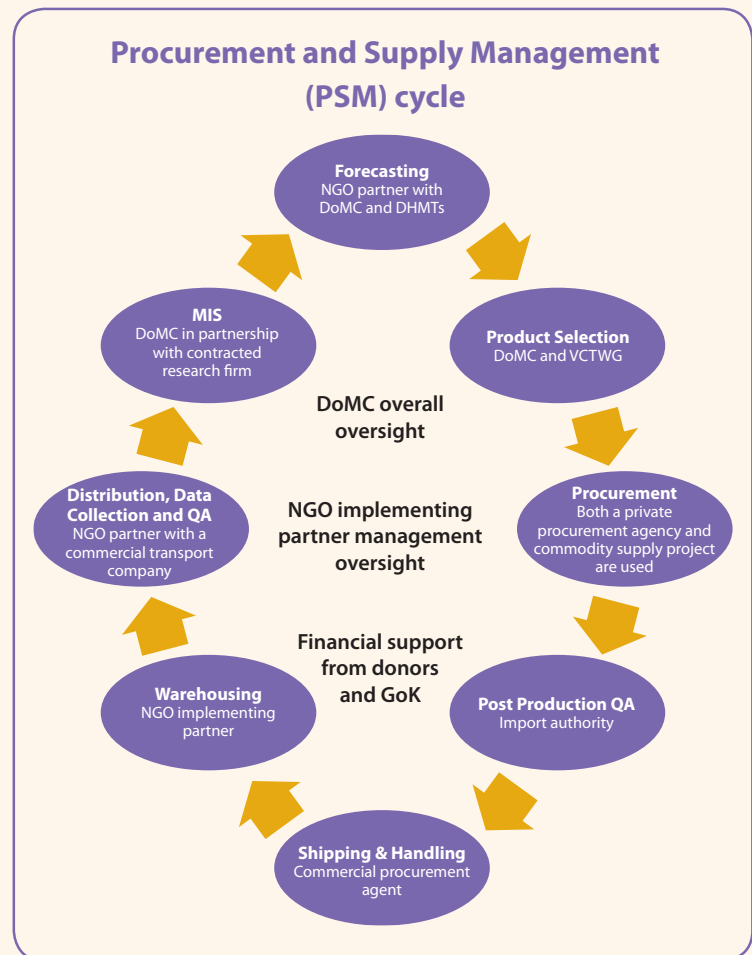 Procurement and Supply Management
(PSM) cycle
Forecasting
NGO partner with
DoMC and DHMTs
Product Selection
DoMC and VCTWG
Procurement
Both a private
procurement agency and
commodity supply project
are used
Post Production QA
Import authority
Shipping & Handling
Commercial procurement
agent
Warehousing
NGO implementing
partner
Distribution, Data
Collection and QA
NGO partner with a
commercial transport
company
MIS
DoMC in partnership
with contracted
research firm
DoMC overall
oversight
NGO implementing
partner management
oversight
Financial support
from donors
and GoK